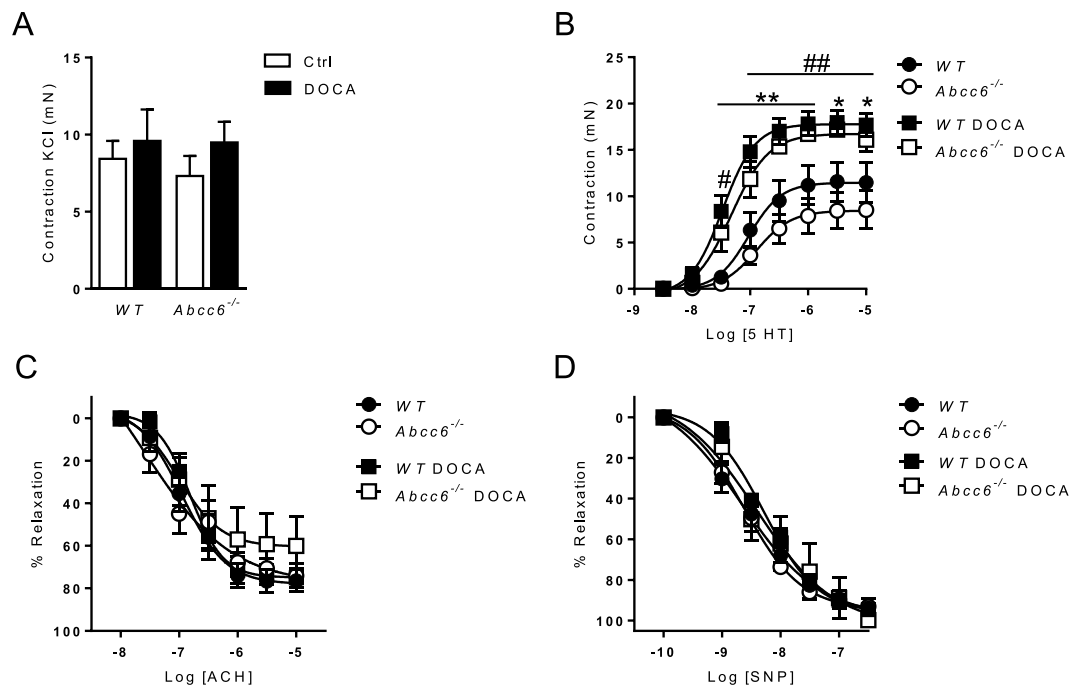 A
Contraction KCl (mN)
15
10
5
0
WT
Abcc6-/-
Ctrl
DOCA
B
Contraction (mN)
25
20
15
10
5
0
-9
-8
-7
-6
-5
Log [5 HT]
##
**
*
*
#
WT
Abcc6-/-
WT DOCA
Abcc6-/- DOCA
C
% Relaxation
0
20
40
60
80
100
-8
-7
-6
-5
Log [ACH]
WT
Abcc6-/-
WT DOCA
Abcc6-/- DOCA
D
% Relaxation
0
20
40
60
80
100
-10
-9
-8
-7
Log [SNP]
WT
Abcc6-/-
WT DOCA
Abcc6-/- DOCA